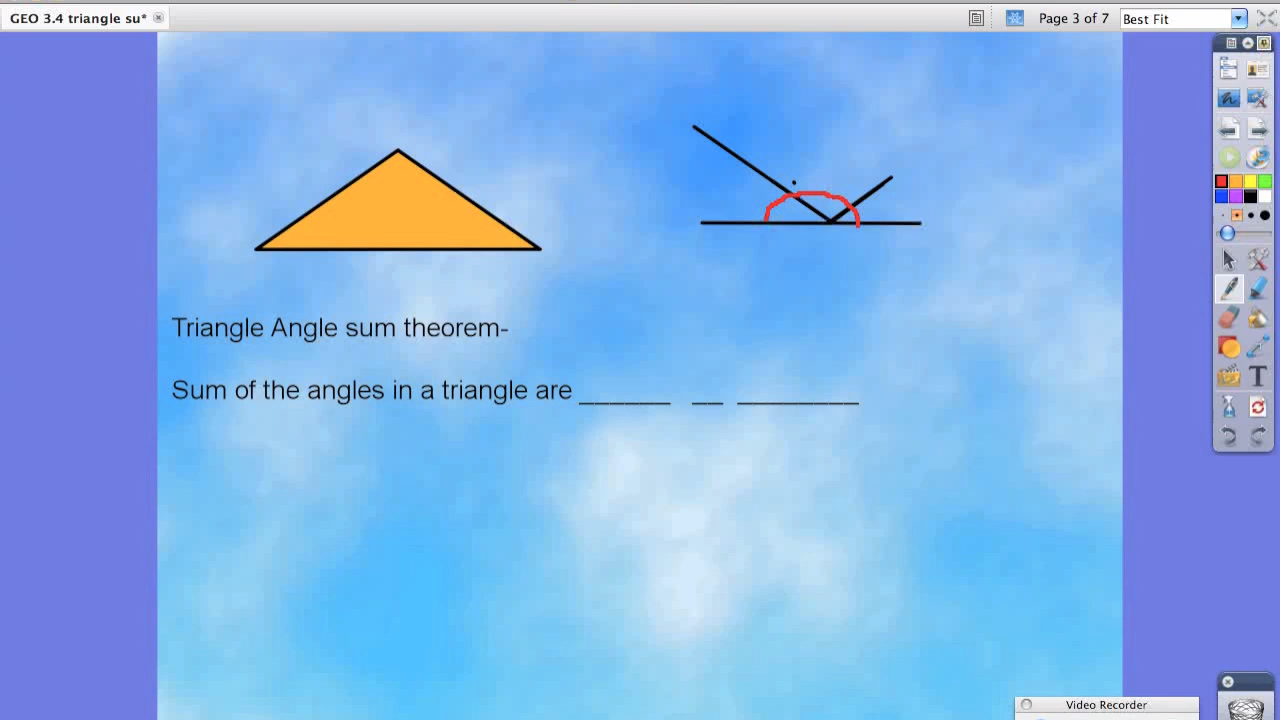 GEO 3.4 triangle su*
Page 3 of 7
Best Fit
Triangle Angle sum theorem-
Sum of the angles in a triangle are ______ __ ________
Video Recorder